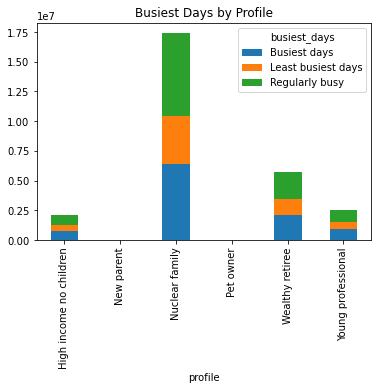 Busiest Days by Profile
1e7
busiest_days
Busiest days
Least busiest days
Regularly busy
1.75
1.50
1.25
1.00
0.75
0.50
0.25
0.00
High income no children
New parent
Nuclear family
Pet owner
Wealthy retiree
Young professional
profile